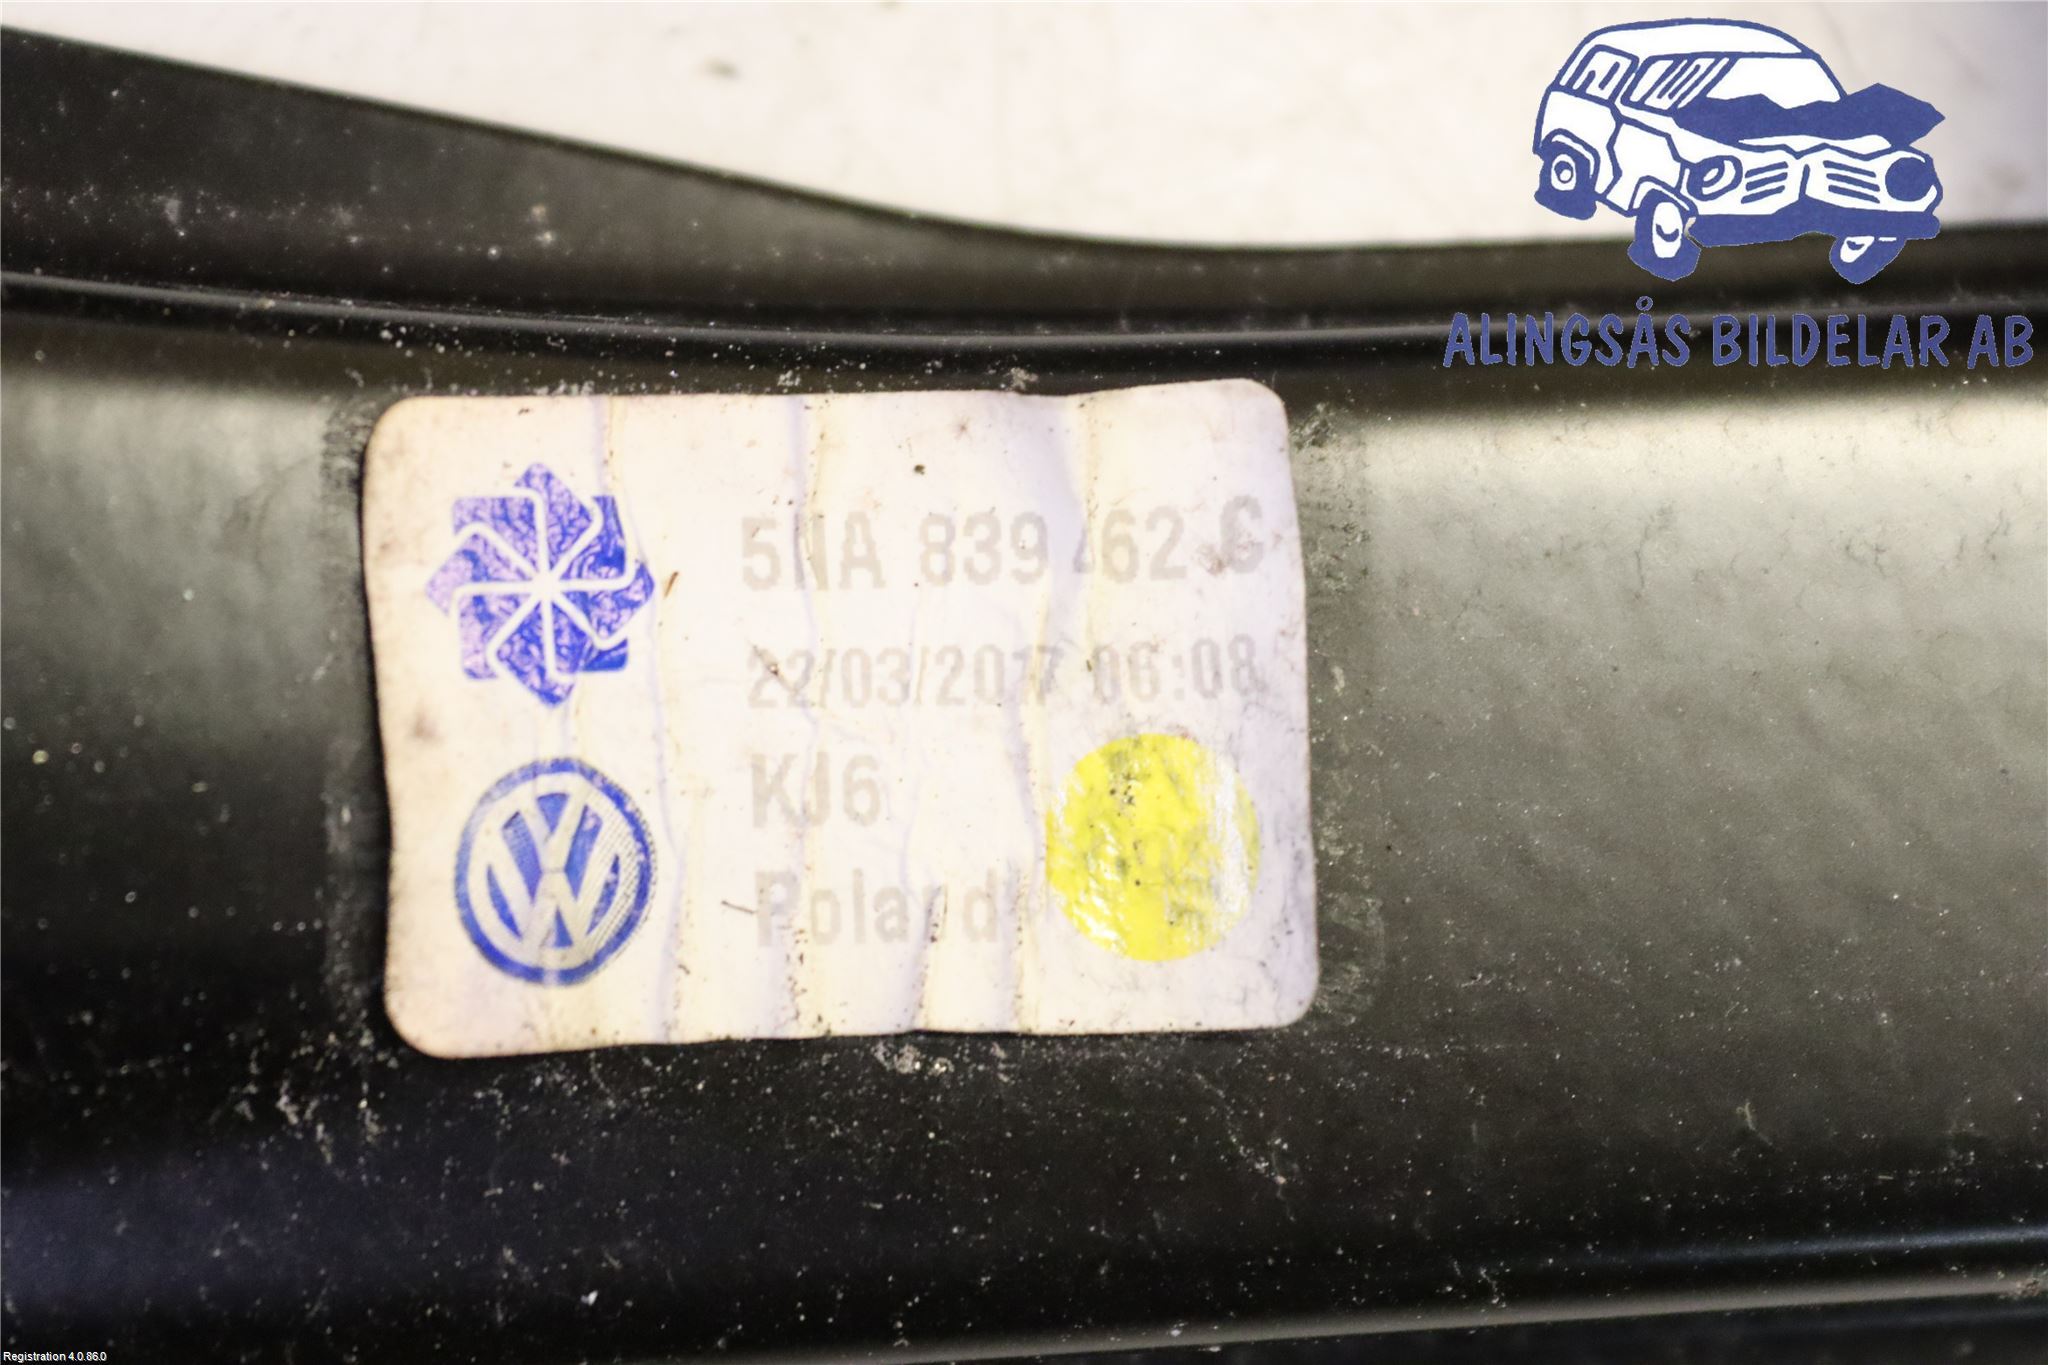 ALINGSÅS BILDELAR AB
5NA 839 462 C
22/03/2017 06:08
KJ6
Poland
Registration 4.0.86.0